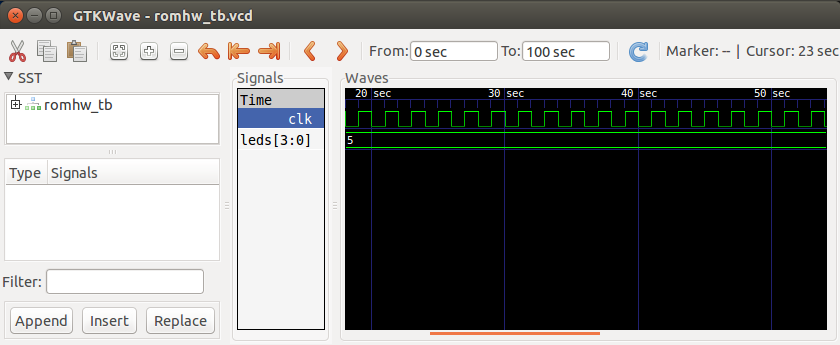 GTKWave - romhw_tb.vcd
From: 0 sec To: 100 sec Marker: -- | Cursor: 23 sec
SST
romhw_tb
Type Signals
Filter:
Append Insert Replace
Signals
Time
clk
leds[3:0]
Waves
20 sec 30 sec 40 sec 50 sec
5